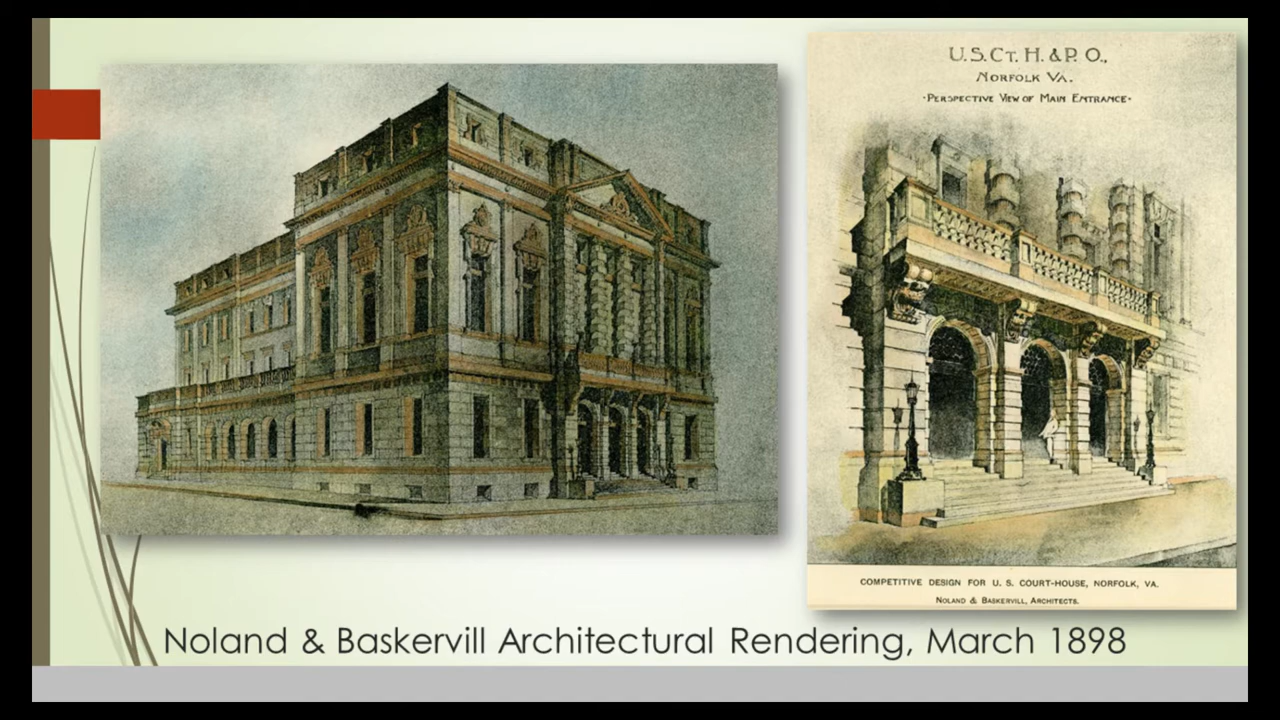 U.S.CT. H. & P. O.,
NORFOLK VA.
·PERSPECTIVE VIEW OF MAIN ENTRANCE·
COMPETITIVE DESIGN FOR U. S. COURT-HOUSE, NORFOLK, VA.
NOLAND & BASKERVILL, ARCHITECTS.
Noland & Baskervill Architectural Rendering, March 1898